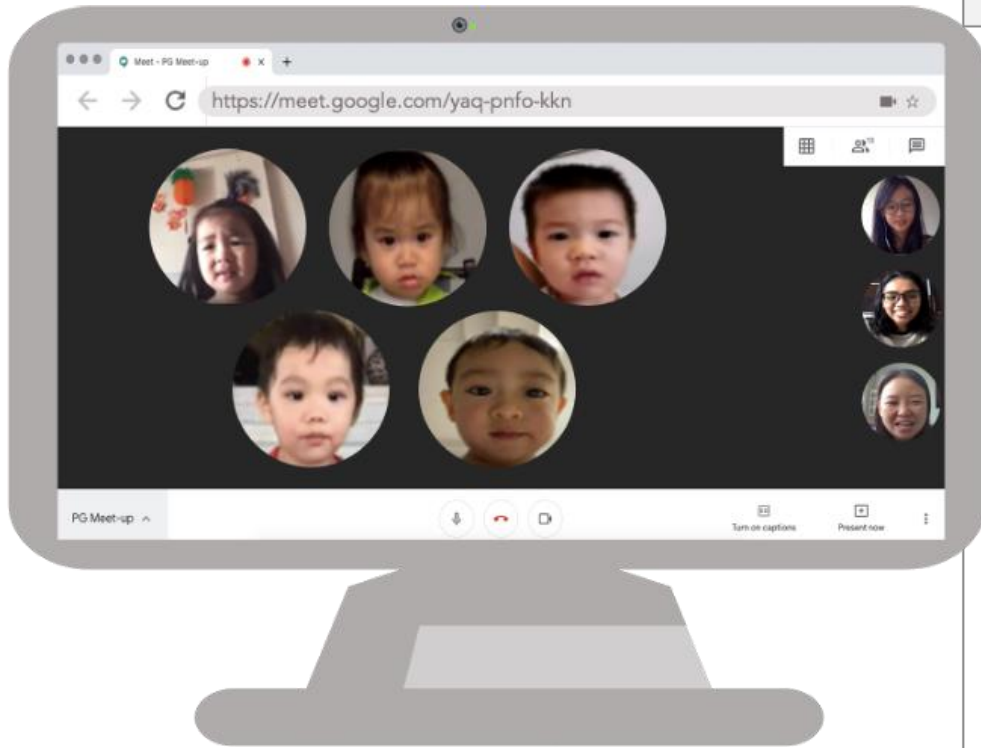 Meet - PG Meet-up
https://meet.google.com/yaq-pnfo-kkn
PG Meet-up
Turn on captions
Present now